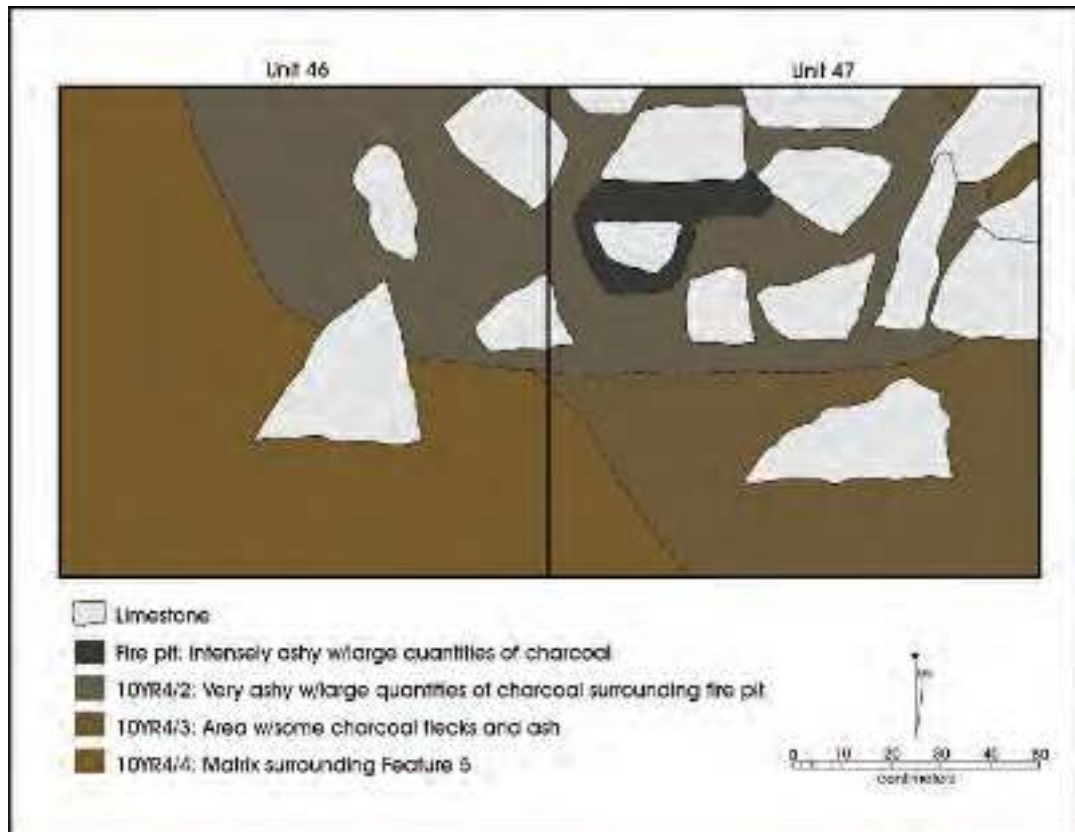 Unit 46
Unit 47
Limestone
Fire pit: Intensely ashy w/large quantities of charcoal
10YR4/2: Very ashy w/large quantities of charcoal surrounding fire pit
10YR4/3: Area w/some charcoal flecks and ash
10YR4/4: Matrix surrounding Feature 5
0 10 20 30 40 50
centimeters